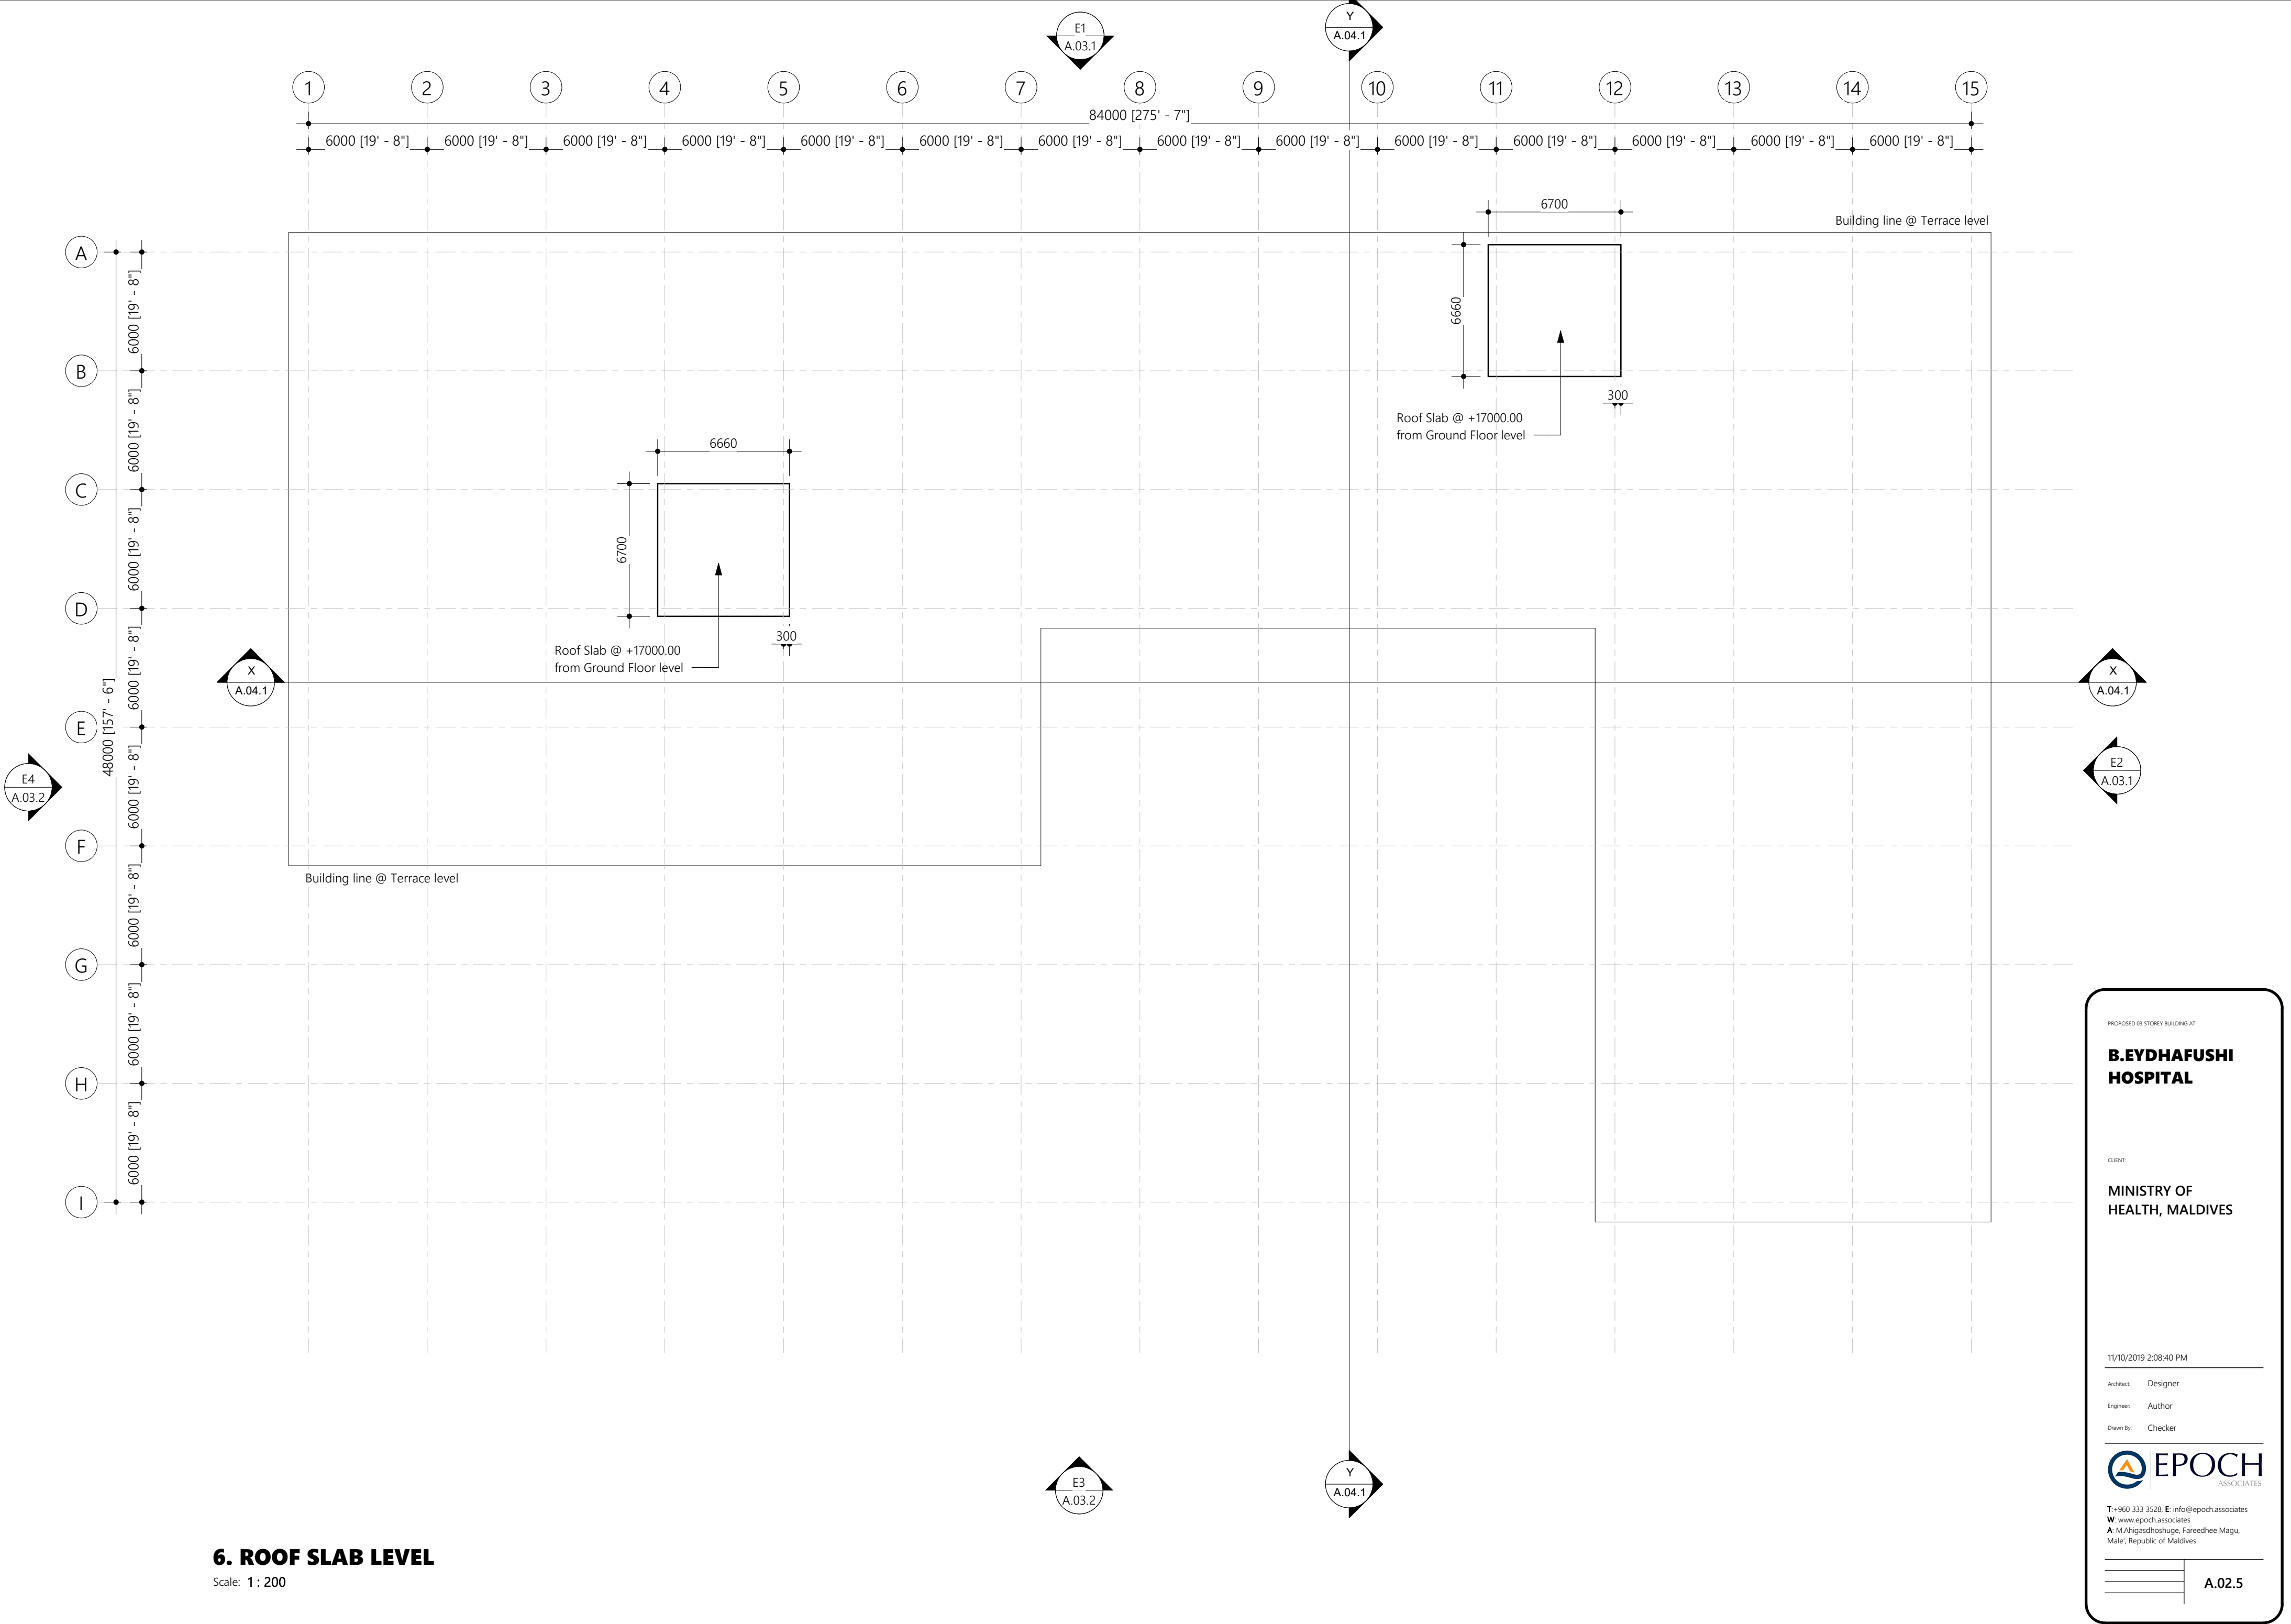 E1
A.03.1
Y
A.04.1
1 2 3 4 5 6 7 8 9 10 11 12 13 14 15
84000 [275' - 7"]
6000 [19' - 8"] 6000 [19' - 8"] 6000 [19' - 8"] 6000 [19' - 8"] 6000 [19' - 8"] 6000 [19' - 8"] 6000 [19' - 8"] 6000 [19' - 8"] 6000 [19' - 8"] 6000 [19' - 8"] 6000 [19' - 8"] 6000 [19' - 8"] 6000 [19' - 8"] 6000 [19' - 8"]
6700
Building line @ Terrace level
A
6000 [19' - 8"]
6660
B
6000 [19' - 8"]
300
Roof Slab @ +17000.00
from Ground Floor level
6660
C
6000 [19' - 8"]
6700
D
6000 [19' - 8"]
300
Roof Slab @ +17000.00
from Ground Floor level
X
A.04.1
X
A.04.1
48000 [157' - 6"]
E
6000 [19' - 8"]
E4
A.03.2
E2
A.03.1
F
6000 [19' - 8"]
Building line @ Terrace level
G
6000 [19' - 8"]
H
6000 [19' - 8"]
I
E3
A.03.2
Y
A.04.1
6. ROOF SLAB LEVEL
Scale: 1 : 200
PROPOSED 03 STOREY BUILDING AT
B.EYDHAFUSHI
HOSPITAL
CLIENT:
MINISTRY OF
HEALTH, MALDIVES
11/10/2019 2:08:40 PM
Architect: Designer
Engineer: Author
Drawn By: Checker
EPOCH
ASSOCIATES
T:+960 333 3528, E: info@epoch.associates
W: www.epoch.associates
A: M.Ahigasdhoshuge, Fareedhee Magu,
Male', Republic of Maldives
A.02.5